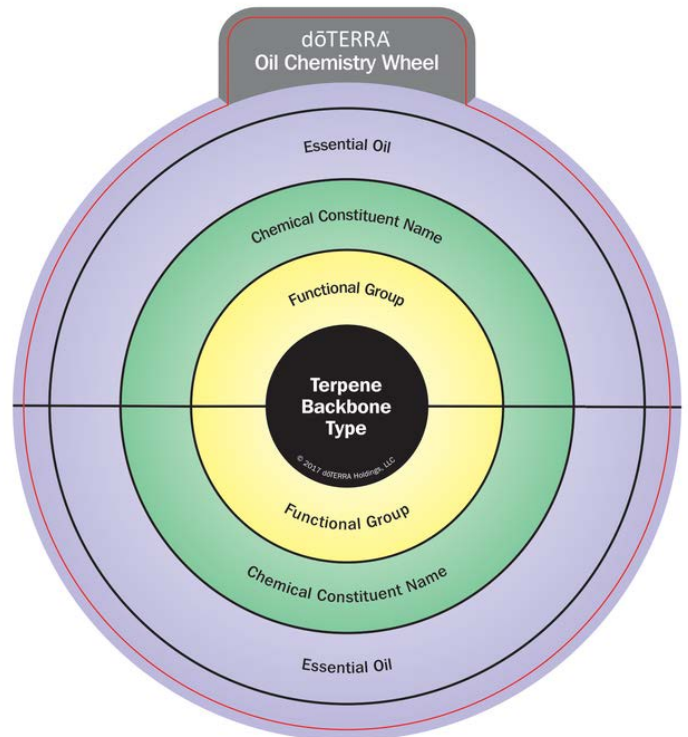 dōTERRA
Oil Chemistry Wheel
Essential Oil
Chemical Constituent Name
Functional Group
Terpene
Backbone
Type
© 2017 dōTERRA Holdings, LLC
Functional Group
Chemical Constituent Name
Essential Oil